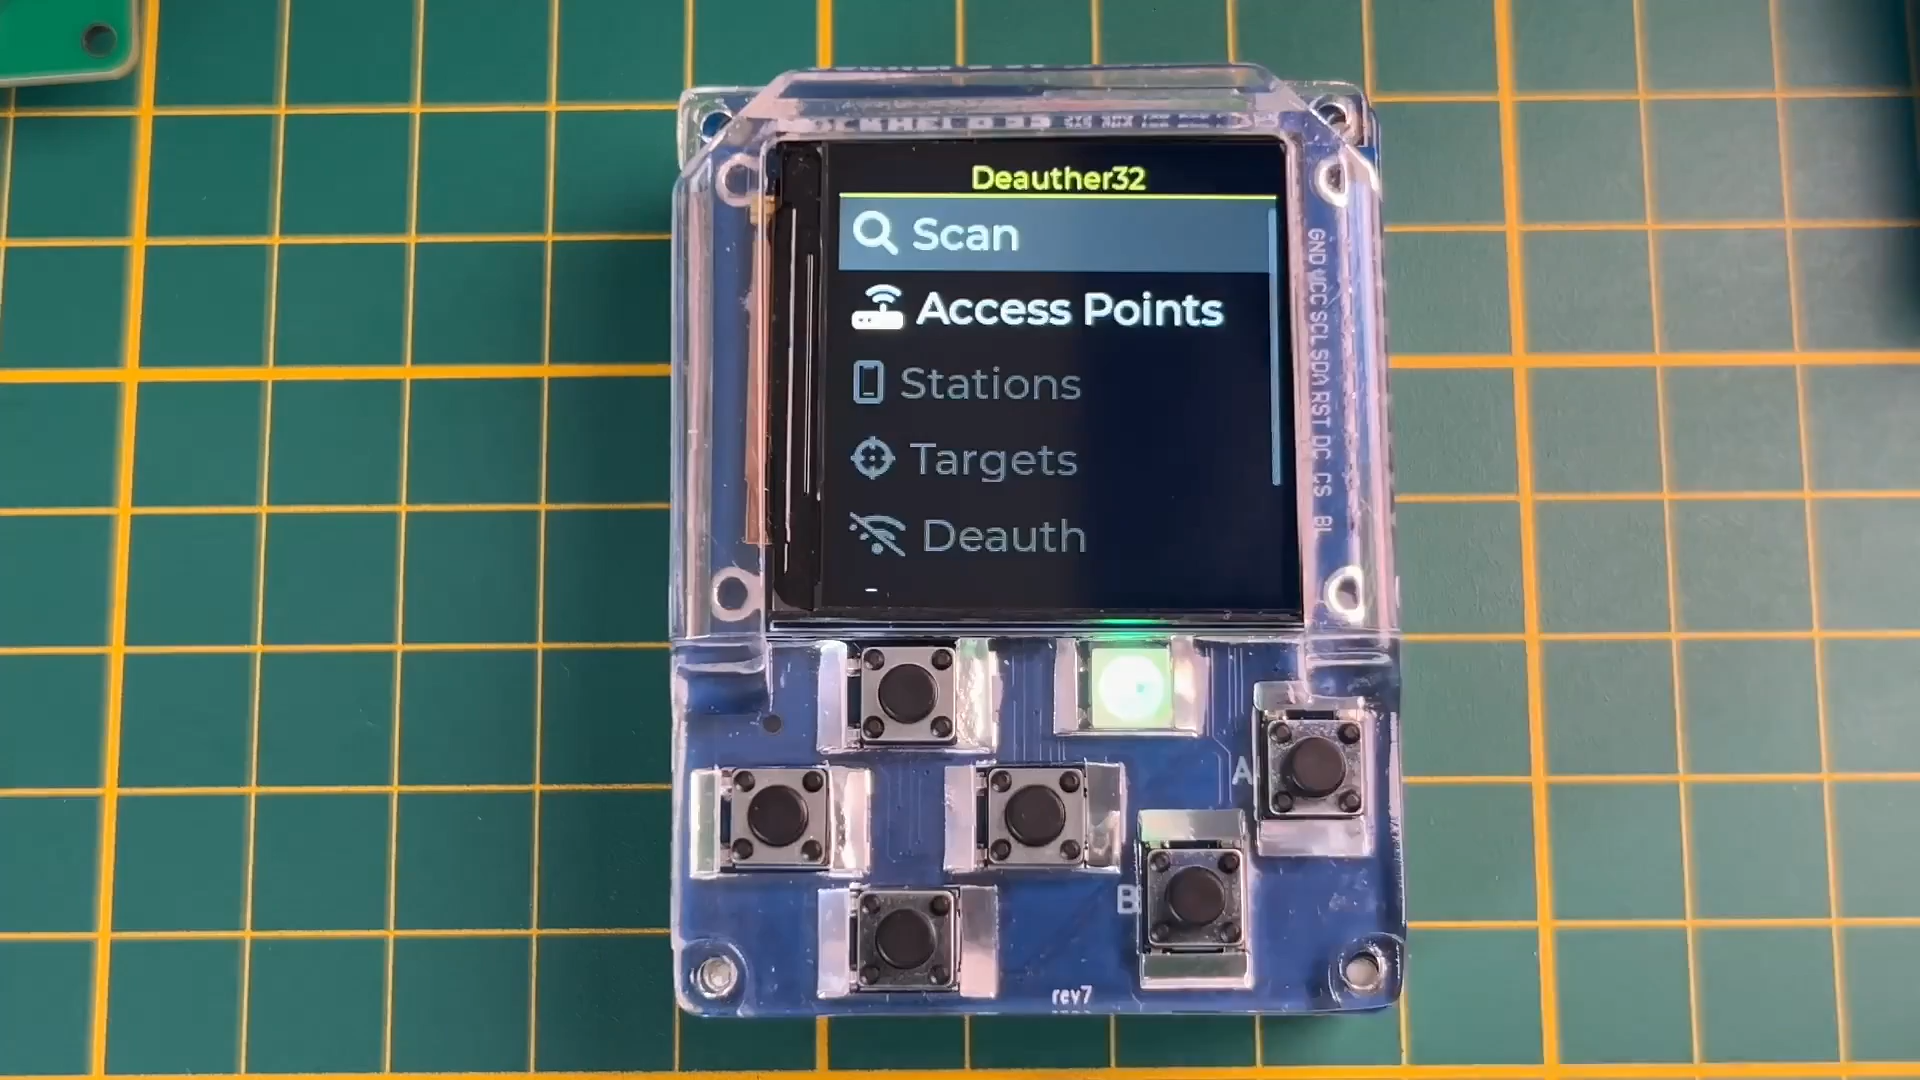 Deauther32
Scan
Access Points
Stations
Targets
Deauth
GND VCC SCL SDA RST DC CS BL
A
B
rev7